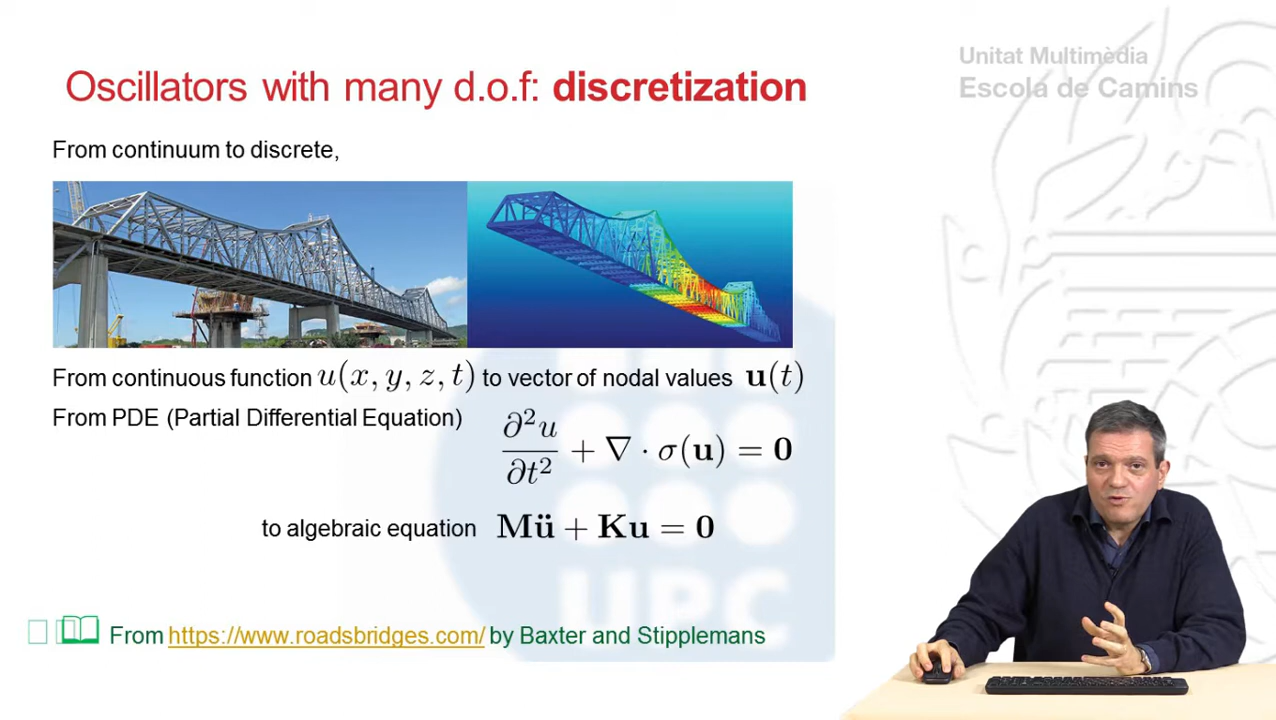 Unitat Multimèdia
Escola de Camins
Oscillators with many d.o.f: discretization
From continuum to discrete,
From continuous function u(x, y, z, t) to vector of nodal values u(t)
From PDE (Partial Differential Equation)
∂²u/∂t² + ∇ · σ(u) = 0
to algebraic equation Mü + Ku = 0
UPC
From https://www.roadsbridges.com/ by Baxter and Stipplemans